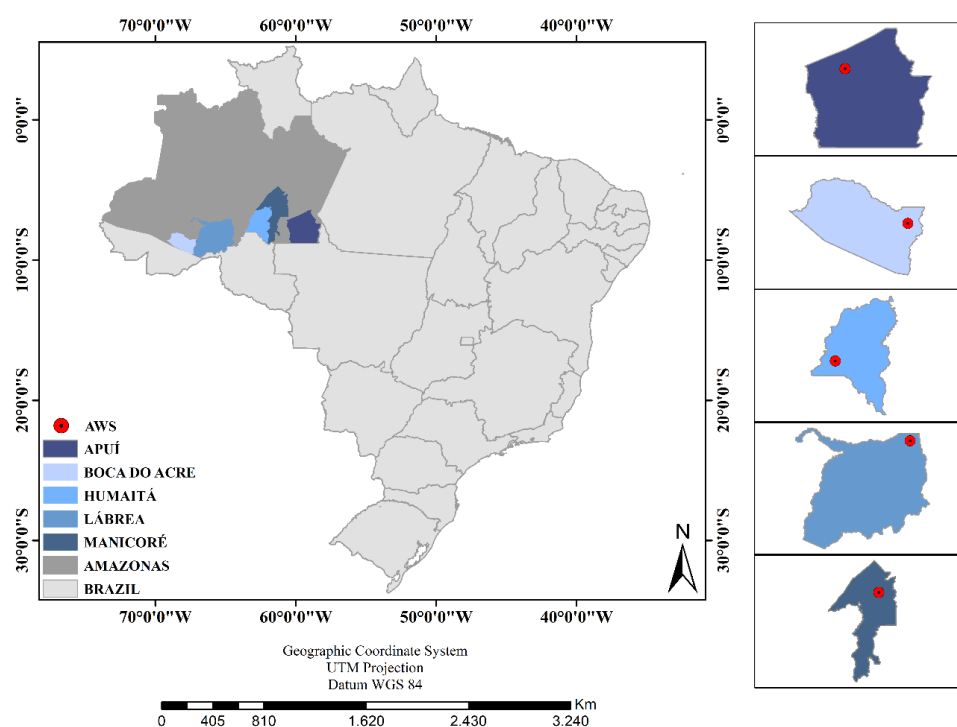 70°0'0"W 60°0'0"W 50°0'0"W 40°0'0"W
0°0'0"
10°0'0"S
20°0'0"S
30°0'0"S
0°0'0"
10°0'0"S
20°0'0"S
30°0'0"S
AWS
APUÍ
BOCA DO ACRE
HUMAITÁ
LÁBREA
MANICORÉ
AMAZONAS
BRAZIL
N
70°0'0"W 60°0'0"W 50°0'0"W 40°0'0"W
Geographic Coordinate System
UTM Projection
Datum WGS 84
Km
0 405 810 1.620 2.430 3.240